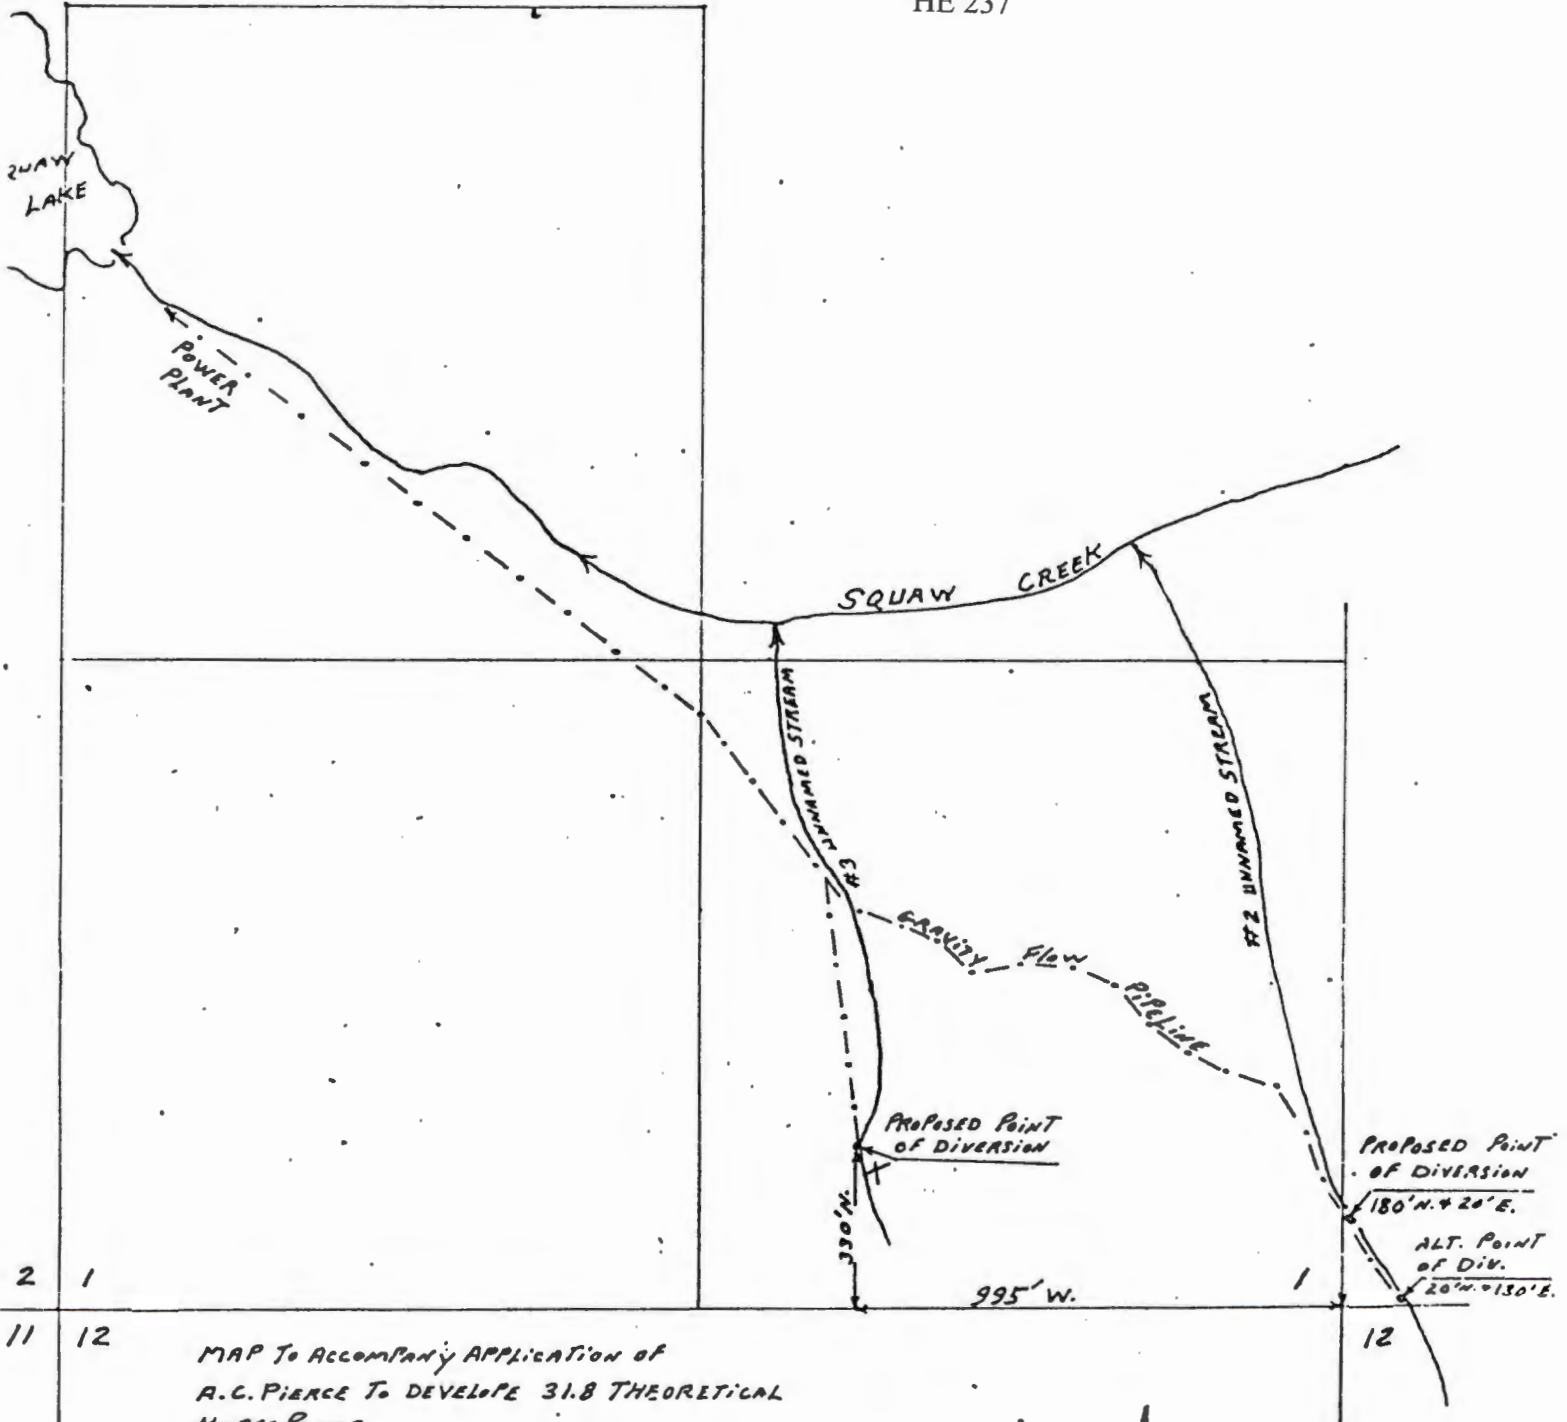 HE 237
LAKE
POWER
PLANT
SQUAW CREEK
UNNAMED STREAM
#3
#2 UNNAMED STREAM
GRAVITY FLOW PIPELINE
PROPOSED POINT
OF DIVERSION
330'N.
PROPOSED POINT
OF DIVERSION
180'N. & 20'E.
ALT. POINT
OF DIV.
20'N. & 130'E.
995' W.
2 1
1
11 12
12
MAP TO ACCOMPANY APPLICATION OF
A.C. PIERCE TO DEVELOPE 31.8 THEORETICAL